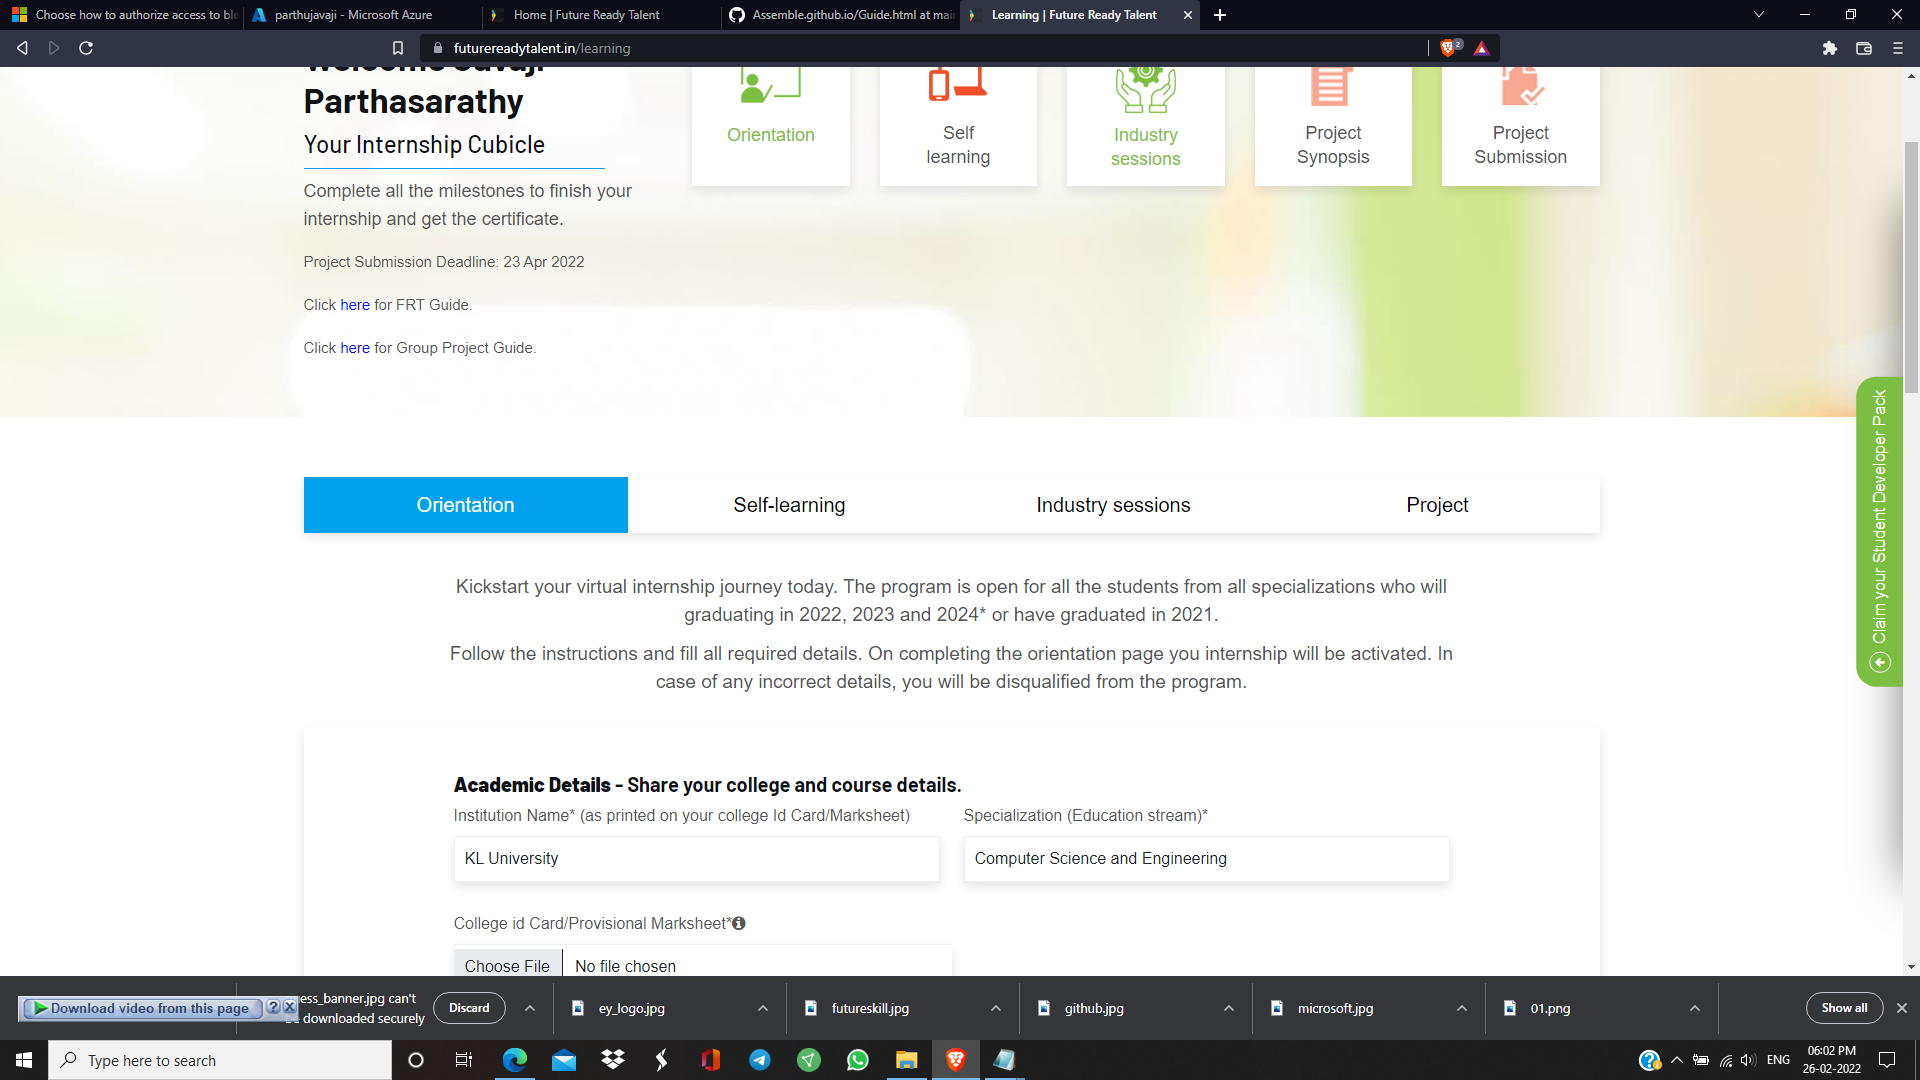 Choose how to authorize access to blo
parthujavaji - Microsoft Azure
Home | Future Ready Talent
Assemble.github.io/Guide.html at mai
Learning | Future Ready Talent
futurereadytalent.in/learning
2
Parthasarathy
Your Internship Cubicle
Complete all the milestones to finish your
internship and get the certificate.
Project Submission Deadline: 23 Apr 2022
Click here for FRT Guide.
Click here for Group Project Guide.
Orientation
Self
learning
Industry
sessions
Project
Synopsis
Project
Submission
Claim your Student Developer Pack
Orientation
Self-learning
Industry sessions
Project
Kickstart your virtual internship journey today. The program is open for all the students from all specializations who will
graduating in 2022, 2023 and 2024* or have graduated in 2021.
Follow the instructions and fill all required details. On completing the orientation page you internship will be activated. In
case of any incorrect details, you will be disqualified from the program.
Academic Details - Share your college and course details.
Institution Name* (as printed on your college Id Card/Marksheet)
Specialization (Education stream)*
KL University
Computer Science and Engineering
College id Card/Provisional Marksheet*
Choose File
No file chosen
Download video from this page
ess_banner.jpg can't
downloaded securely
Discard
ey_logo.jpg
futureskill.jpg
github.jpg
microsoft.jpg
01.png
Show all
Type here to search
ENG
06:02 PM
26-02-2022